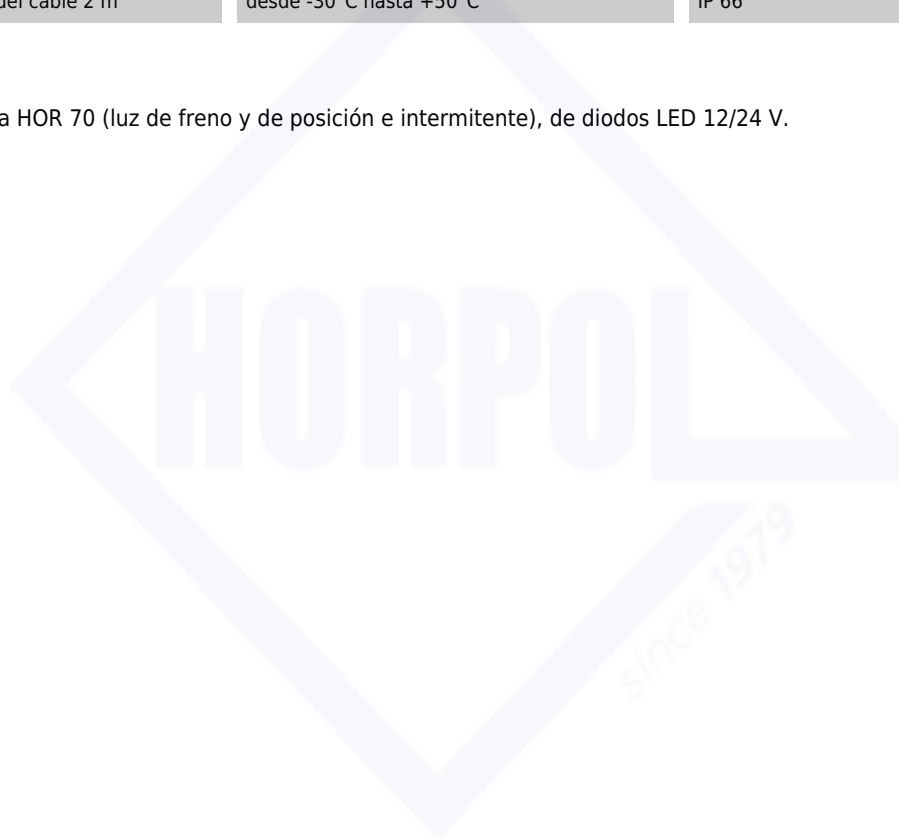 del cable 2 m
desde -30°C hasta +50°C
IP 66
a HOR 70 (luz de freno y de posición e intermitente), de diodos LED 12/24 V.
HORPOL
since 1979